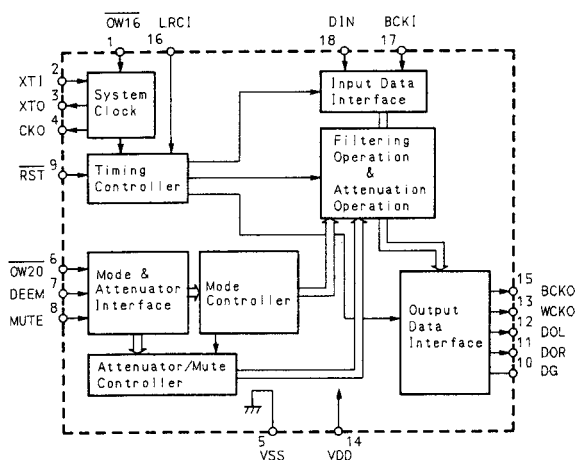 OW16 LRCI DIN BCKI
1 16 18 17
XTI 2
XTO 3
CKO 4
System
Clock
Input Data
Interface
RST 9
Timing
Controller
Filtering
Operation
&
Attenuation
Operation
OW20 6
DEEM 7
MUTE 8
Mode &
Attenuator
Interface
Mode
Controller
Attenuator/Mute
Controller
Output
Data
Interface
15 BCKO
13 WCKO
12 DOL
11 DOR
10 DG
5 14
VSS VDD